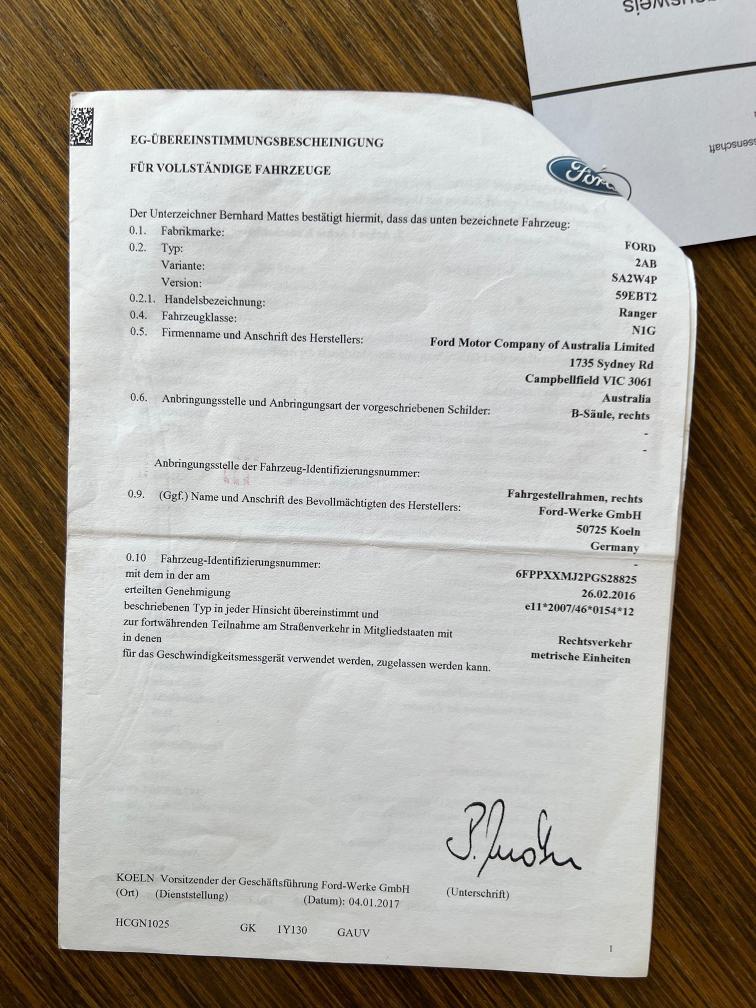 EG-ÜBEREINSTIMMUNGSBESCHEINIGUNG
FÜR VOLLSTÄNDIGE FAHRZEUGE
Ford
Der Unterzeichner Bernhard Mattes bestätigt hiermit, dass das unten bezeichnete Fahrzeug:
0.1. Fabrikmarke: FORD
0.2. Typ: 2AB
Variante: SA2W4P
Version: 59EBT2
0.2.1. Handelsbezeichnung: Ranger
0.4. Fahrzeugklasse: N1G
0.5. Firmenname und Anschrift des Herstellers: Ford Motor Company of Australia Limited
1735 Sydney Rd
Campbellfield VIC 3061
Australia
0.6. Anbringungsstelle und Anbringungsart der vorgeschriebenen Schilder: B-Säule, rechts
-
-
Anbringungsstelle der Fahrzeug-Identifizierungsnummer: Fahrgestellrahmen, rechts
0.9. (Ggf.) Name und Anschrift des Bevollmächtigten des Herstellers: Ford-Werke GmbH
50725 Koeln
Germany
-
0.10 Fahrzeug-Identifizierungsnummer: 6FPPXXMJ2PGS28825
mit dem in der am 26.02.2016
erteilten Genehmigung e11*2007/46*0154*12
beschriebenen Typ in jeder Hinsicht übereinstimmt und
zur fortwährenden Teilnahme am Straßenverkehr in Mitgliedstaaten mit Rechtsverkehr
in denen metrische Einheiten
für das Geschwindigkeitsmessgerät verwendet werden, zugelassen werden kann.
KOELN Vorsitzender der Geschäftsführung Ford-Werke GmbH
(Ort) (Dienststellung) (Datum): 04.01.2017 (Unterschrift)
HCGN1025 GK 1Y130 GAUV 1